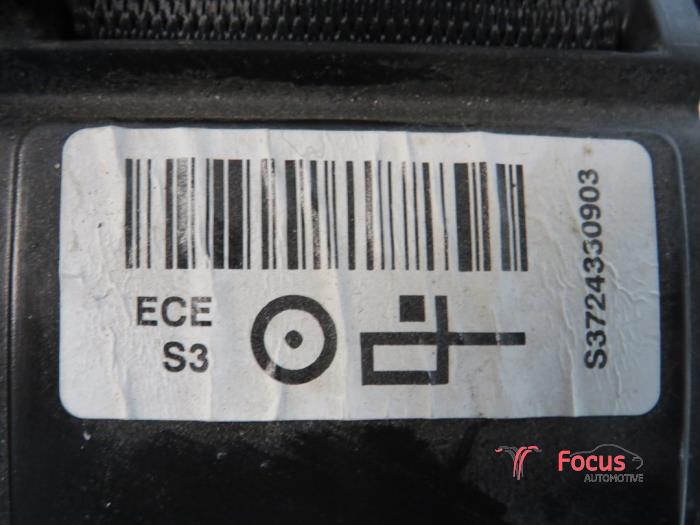 ECE
S3
S3724330903
Focus
AUTOMOTIVE